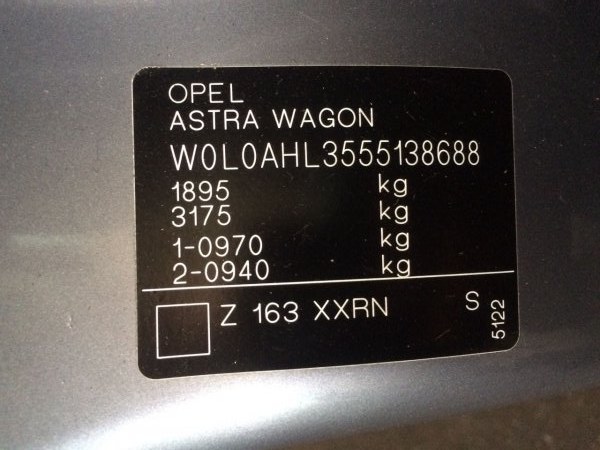 OPEL
ASTRA WAGON
W0L0AHL3555138688
1895 kg
3175 kg
1-0970 kg
2-0940 kg
Z 163 XXRN S
5122